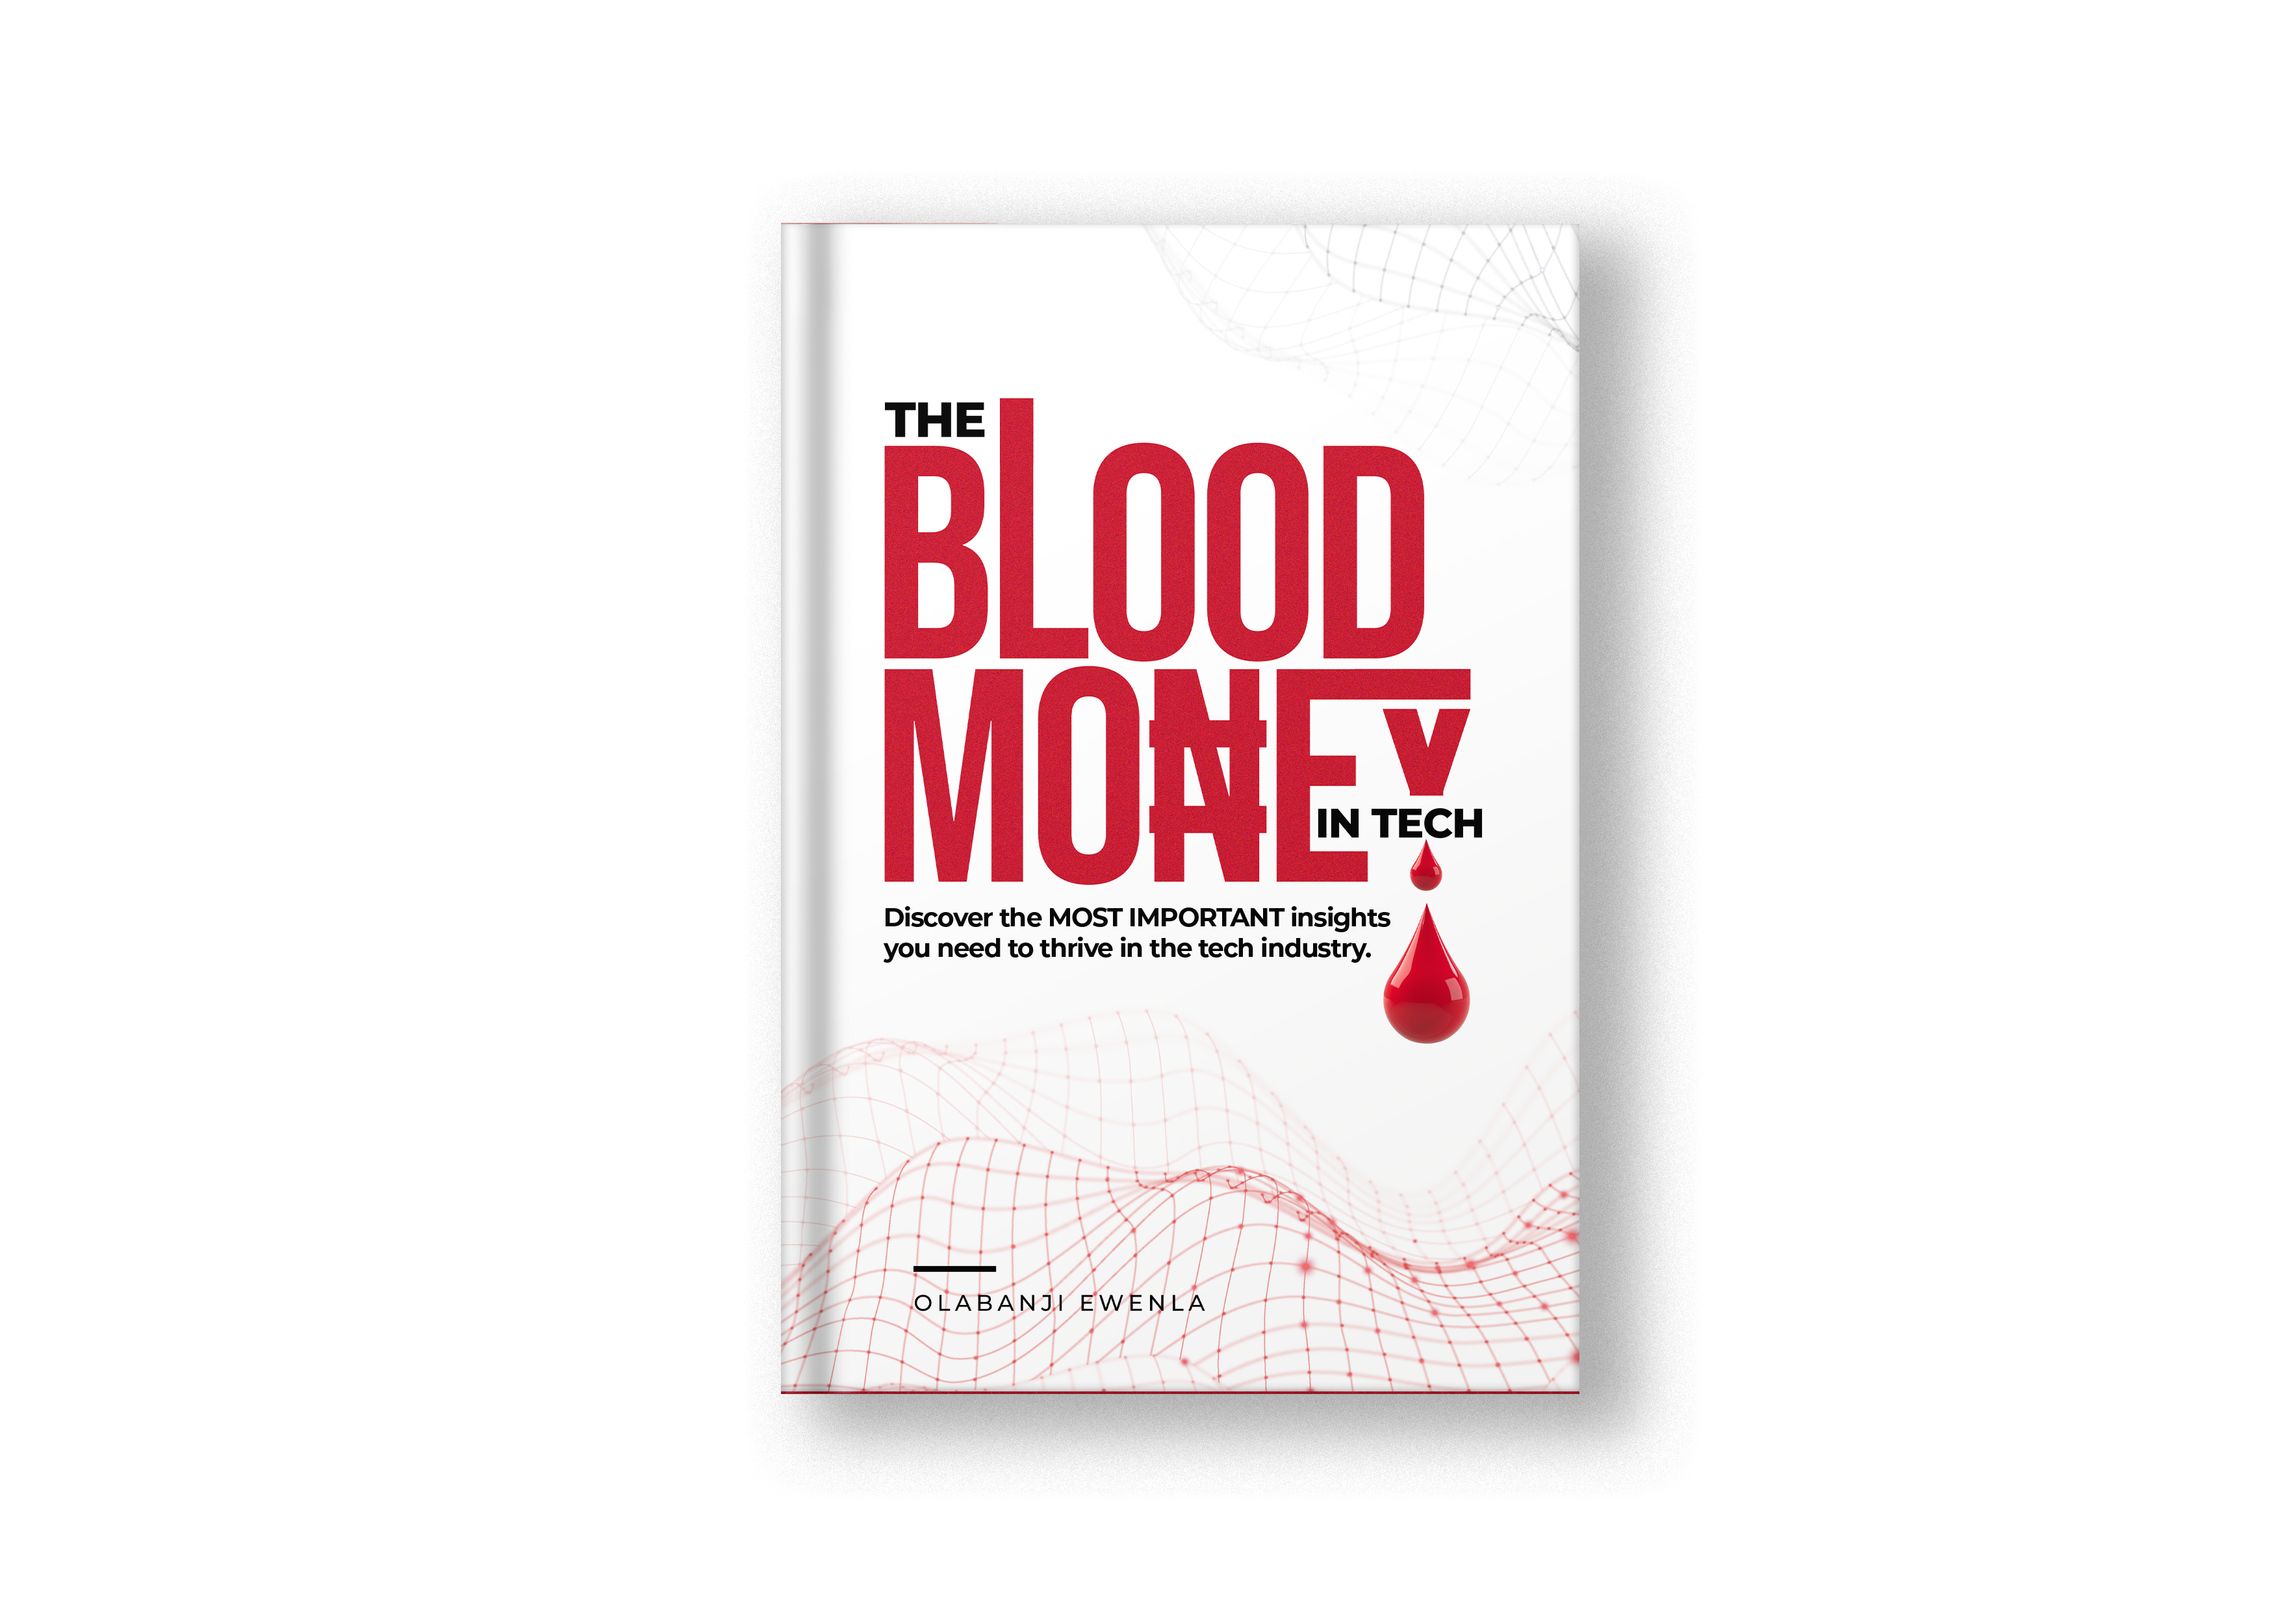 THE
BLOOD
MO₦EY
IN TECH
Discover the MOST IMPORTANT insights
you need to thrive in the tech industry.
OLABANJI EWENLA